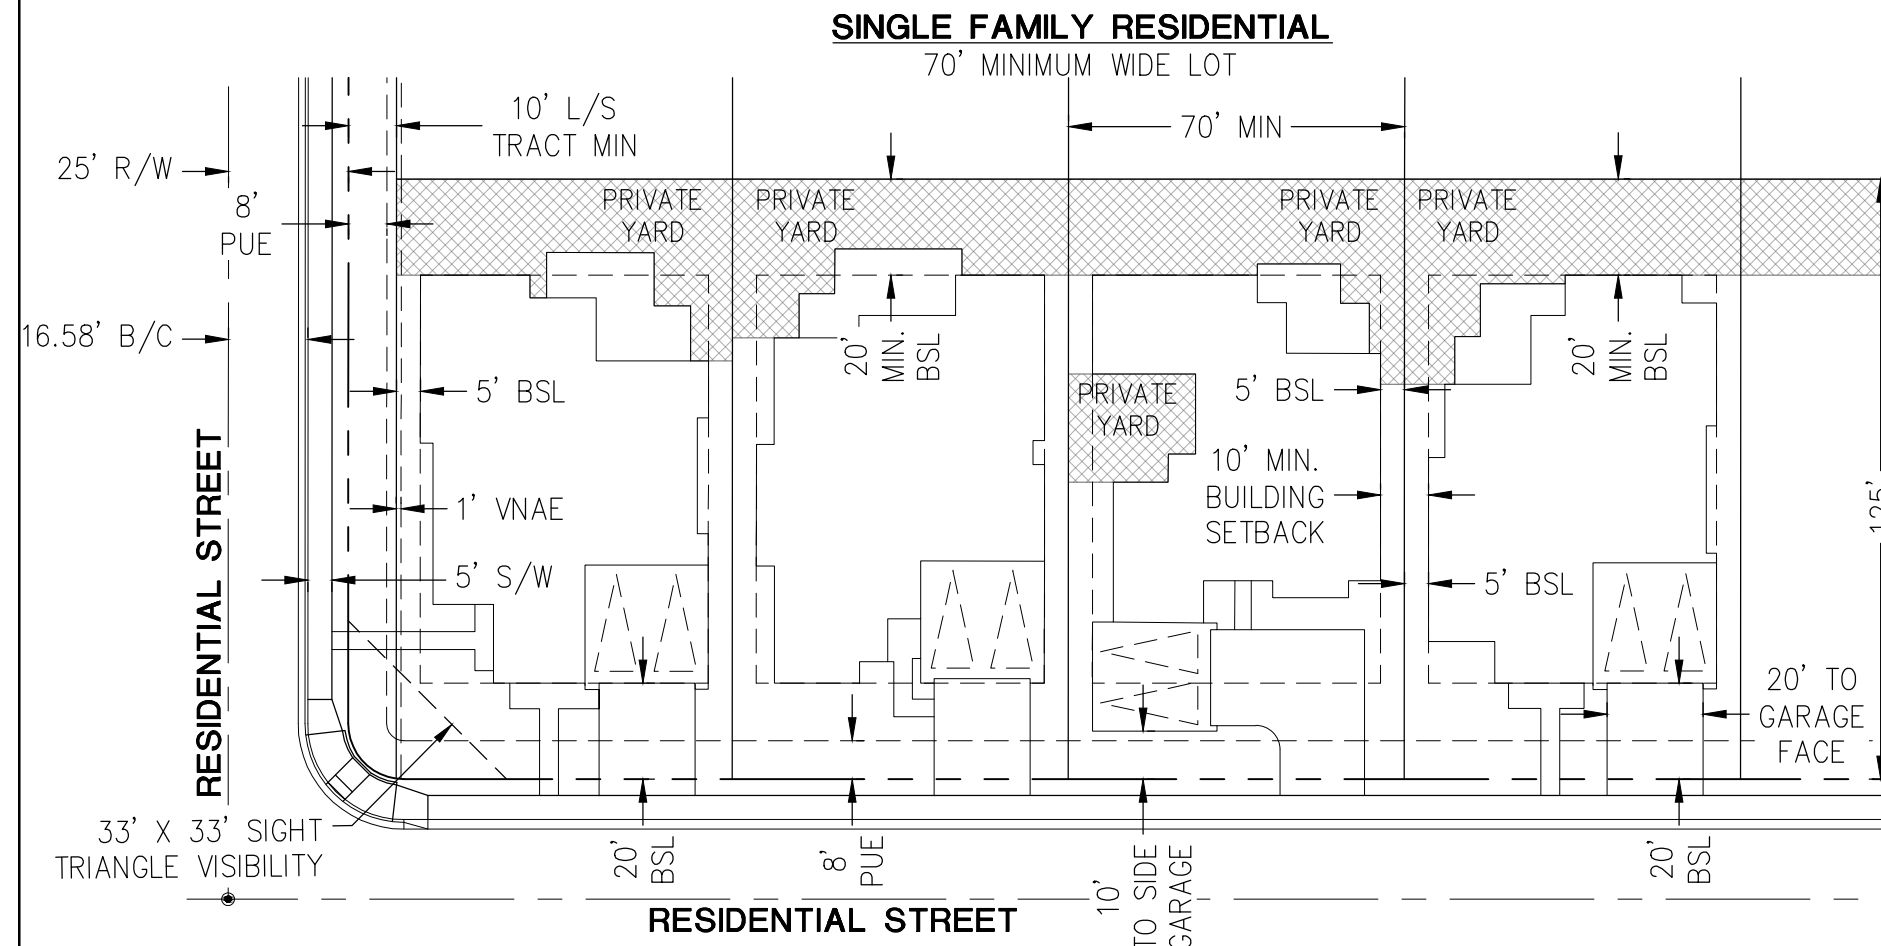 SINGLE FAMILY RESIDENTIAL
70' MINIMUM WIDE LOT
10' L/S
TRACT MIN
70' MIN
25' R/W
8'
PUE
PRIVATE
YARD
PRIVATE
YARD
PRIVATE
YARD
PRIVATE
YARD
16.58' B/C
20'
MIN.
BSL
20'
MIN.
BSL
5' BSL
PRIVATE
YARD
5' BSL
10' MIN.
BUILDING
SETBACK
125'
1' VNAE
5' S/W
5' BSL
RESIDENTIAL STREET
20' TO
GARAGE
FACE
33' X 33' SIGHT
TRIANGLE VISIBILITY
20'
BSL
8'
PUE
10'
TO SIDE
GARAGE
20'
BSL
RESIDENTIAL STREET